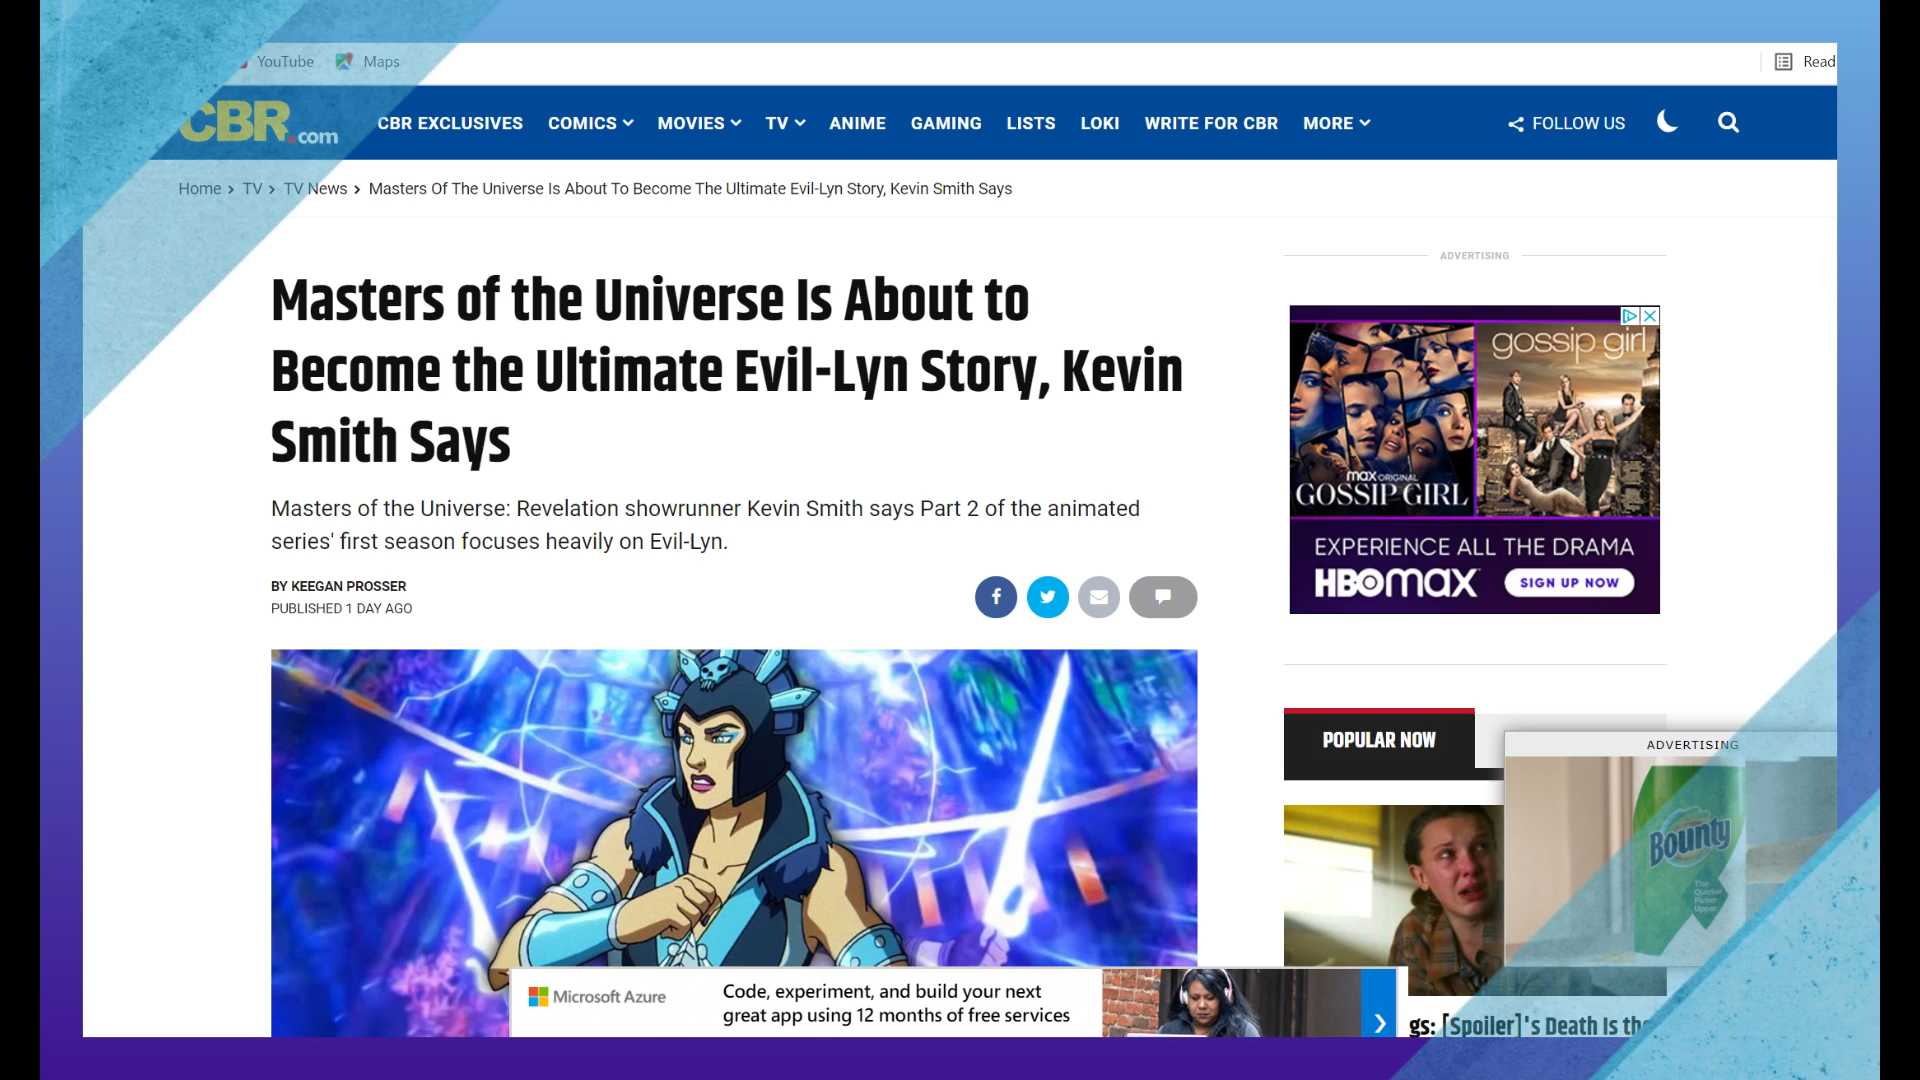 YouTube Maps Read
CBR.com CBR EXCLUSIVES COMICS MOVIES TV ANIME GAMING LISTS LOKI WRITE FOR CBR MORE FOLLOW US
Home > TV > TV News > Masters Of The Universe Is About To Become The Ultimate Evil-Lyn Story, Kevin Smith Says
Masters of the Universe Is About to
Become the Ultimate Evil-Lyn Story, Kevin
Smith Says
Masters of the Universe: Revelation showrunner Kevin Smith says Part 2 of the animated
series' first season focuses heavily on Evil-Lyn.
BY KEEGAN PROSSER
PUBLISHED 1 DAY AGO
ADVERTISING
gossip girl
max ORIGINAL
GOSSIP GIRL
EXPERIENCE ALL THE DRAMA
HBOmax SIGN UP NOW
POPULAR NOW
ADVERTISING
Bounty
The
Quicker
Picker
Upper
Microsoft Azure
Code, experiment, and build your next
great app using 12 months of free services
gs: [Spoiler]'s Death Is the